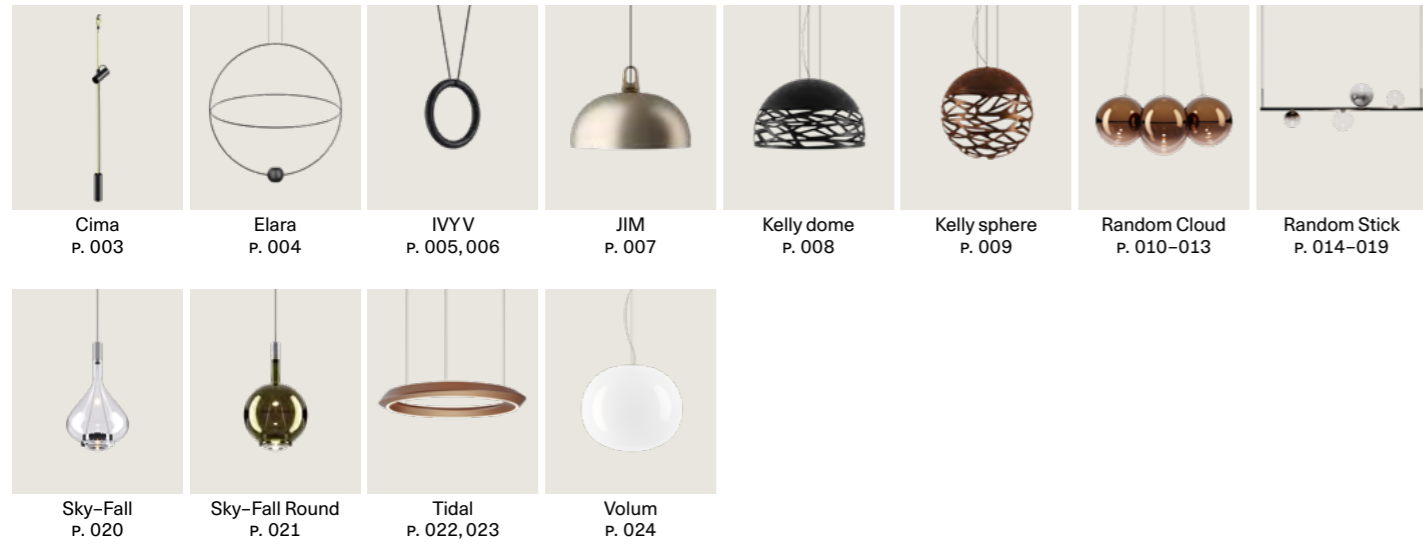 Cima
P. 003
Elara
P. 004
IVY V
P. 005, 006
JIM
P. 007
Kelly dome
P. 008
Kelly sphere
P. 009
Random Cloud
P. 010–013
Random Stick
P. 014–019
Sky–Fall
P. 020
Sky–Fall Round
P. 021
Tidal
P. 022, 023
Volum
P. 024